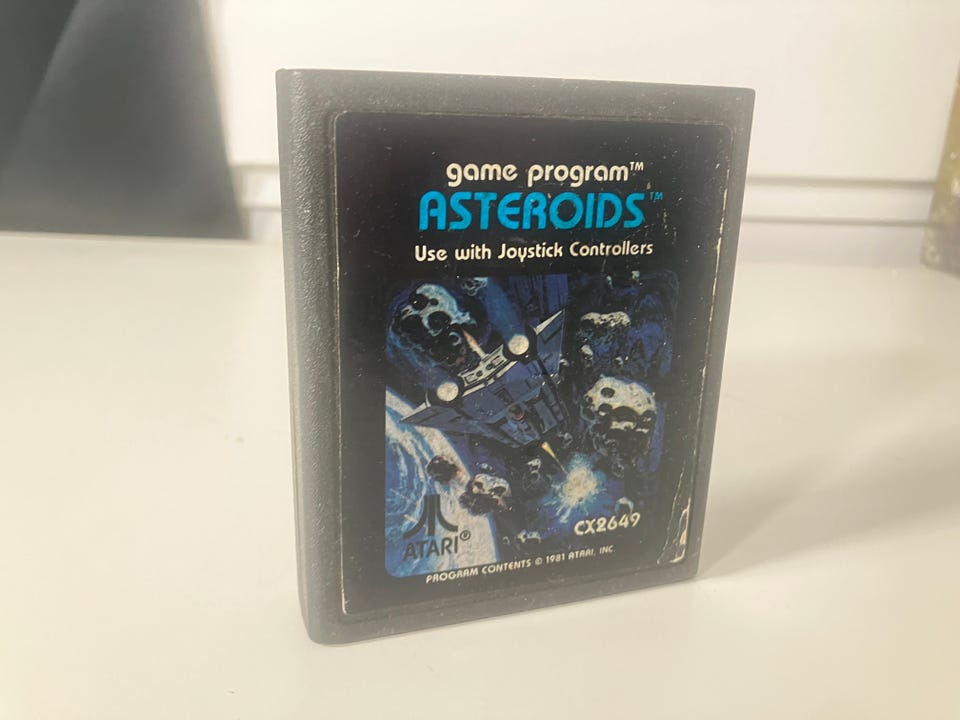 game program™
ASTEROIDS™
Use with Joystick Controllers
CX2649
ATARI®
PROGRAM CONTENTS © 1981 ATARI, INC.